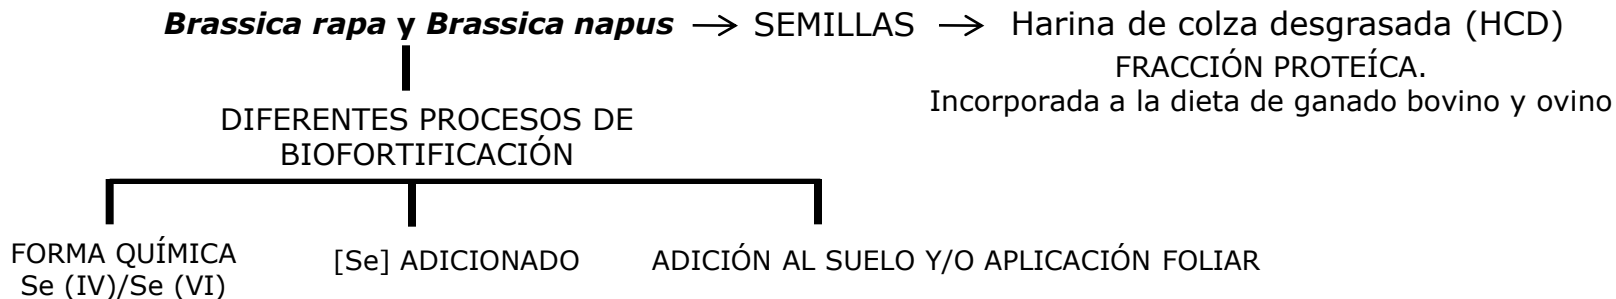 Brassica rapa y Brassica napus → SEMILLAS → Harina de colza desgrasada (HCD)
FRACCIÓN PROTEÍCA.
Incorporada a la dieta de ganado bovino y ovino
DIFERENTES PROCESOS DE
BIOFORTIFICACIÓN
FORMA QUÍMICA
Se (IV)/Se (VI)
[Se] ADICIONADO
ADICIÓN AL SUELO Y/O APLICACIÓN FOLIAR